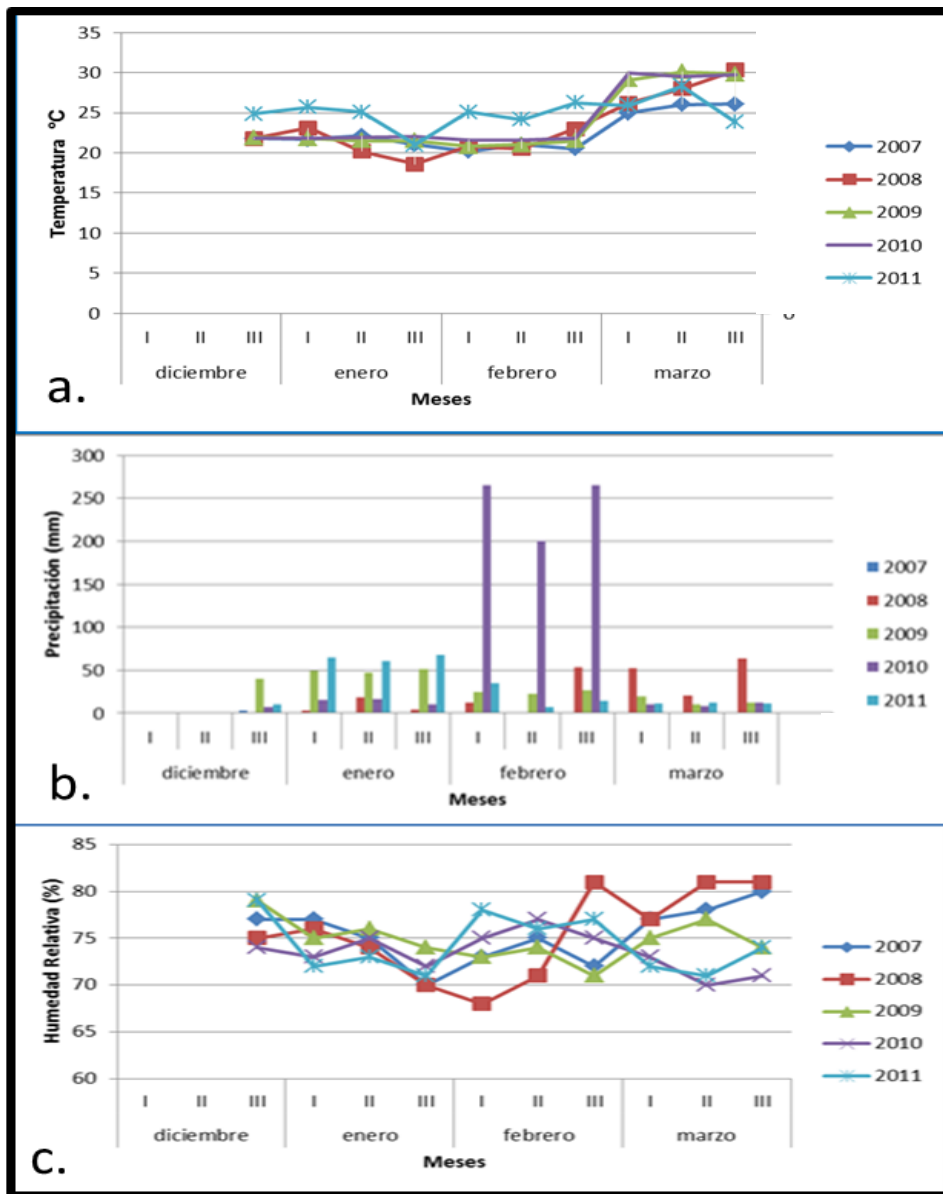 35
30
25
20
15
10
5
0
Temperatura °C
I II III I II III I II III I II III
diciembre enero febrero marzo
Meses
2007
2008
2009
2010
2011
a.
300
250
200
150
100
50
0
Precipitación (mm)
I II III I II III I II III I II III
diciembre enero febrero marzo
Meses
2007
2008
2009
2010
2011
b.
85
80
75
70
65
60
Humedad Relativa (%)
I II III I II III I II III I II III
diciembre enero febrero marzo
Meses
2007
2008
2009
2010
2011
c.